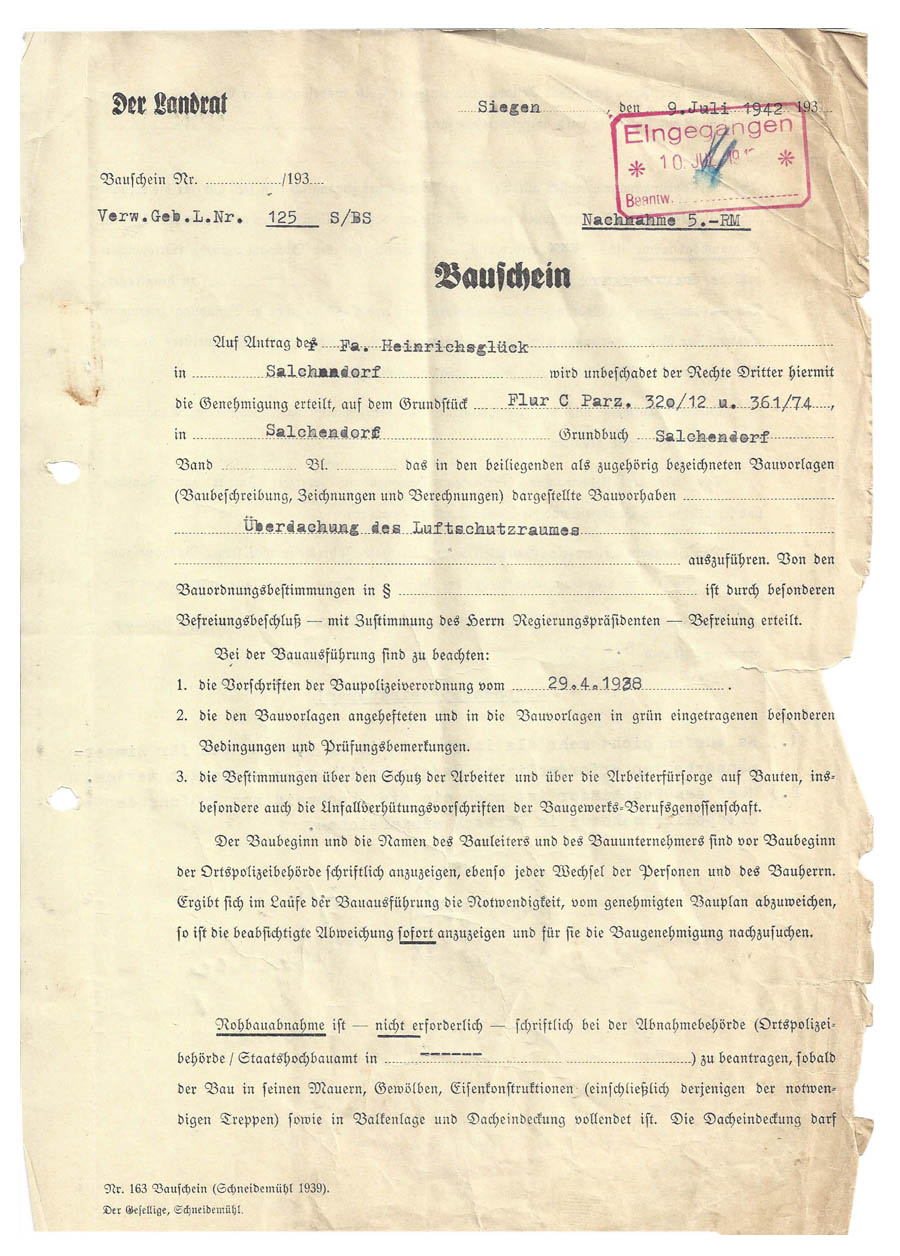 Der Landrat
Siegen, den 9. Juli 1942 193
Eingegangen
* 10. JUL. 19 *
Beantw.
Bauschein Nr. ............/193....
Verw.Geb.L.Nr. 125 S/BS
Nachnahme 5.-RM
Bauschein
Auf Antrag der Fa. Heinrichsglück
in Salchendorf wird unbeschadet der Rechte Dritter hiermit
die Genehmigung erteilt, auf dem Grundstück Flur C Parz. 32o/12 u. 361/74,
in Salchendorf Grundbuch Salchendorf
Band ............ Bl. ............ das in den beiliegenden als zugehörig bezeichneten Bauvorlagen
(Baubeschreibung, Zeichnungen und Berechnungen) dargestellte Bauvorhaben
Überdachung des Luftschutzraumes
auszuführen. Von den
Bauordnungsbestimmungen in § ............ ist durch besonderen
Befreiungsbeschluß — mit Zustimmung des Herrn Regierungspräsidenten — Befreiung erteilt.
Bei der Bauausführung sind zu beachten:
1. die Vorschriften der Baupolizeiverordnung vom 29.4.1938.
2. die den Bauvorlagen angehefteten und in die Bauvorlagen in grün eingetragenen besonderen
Bedingungen und Prüfungsbemerkungen.
3. die Bestimmungen über den Schutz der Arbeiter und über die Arbeiterfürsorge auf Bauten, ins-
besondere auch die Unfallverhütungsvorschriften der Baugewerks-Berufsgenossenschaft.
Der Baubeginn und die Namen des Bauleiters und des Bauunternehmers sind vor Baubeginn
der Ortspolizeibehörde schriftlich anzuzeigen, ebenso jeder Wechsel der Personen und des Bauherrn.
Ergibt sich im Laufe der Bauausführung die Notwendigkeit, vom genehmigten Bauplan abzuweichen,
so ist die beabsichtigte Abweichung sofort anzuzeigen und für sie die Baugenehmigung nachzusuchen.
Rohbauabnahme ist — nicht erforderlich — schriftlich bei der Abnahmebehörde (Ortspolizei-
behörde / Staatshochbauamt in ------ ) zu beantragen, sobald
der Bau in seinen Mauern, Gewölben, Eisenkonstruktionen (einschließlich derjenigen der notwen-
digen Treppen) sowie in Balkenlage und Dacheindeckung vollendet ist. Die Dacheindeckung darf
Nr. 163 Bauschein (Schneidemühl 1939).
Der Gesellige, Schneidemühl.